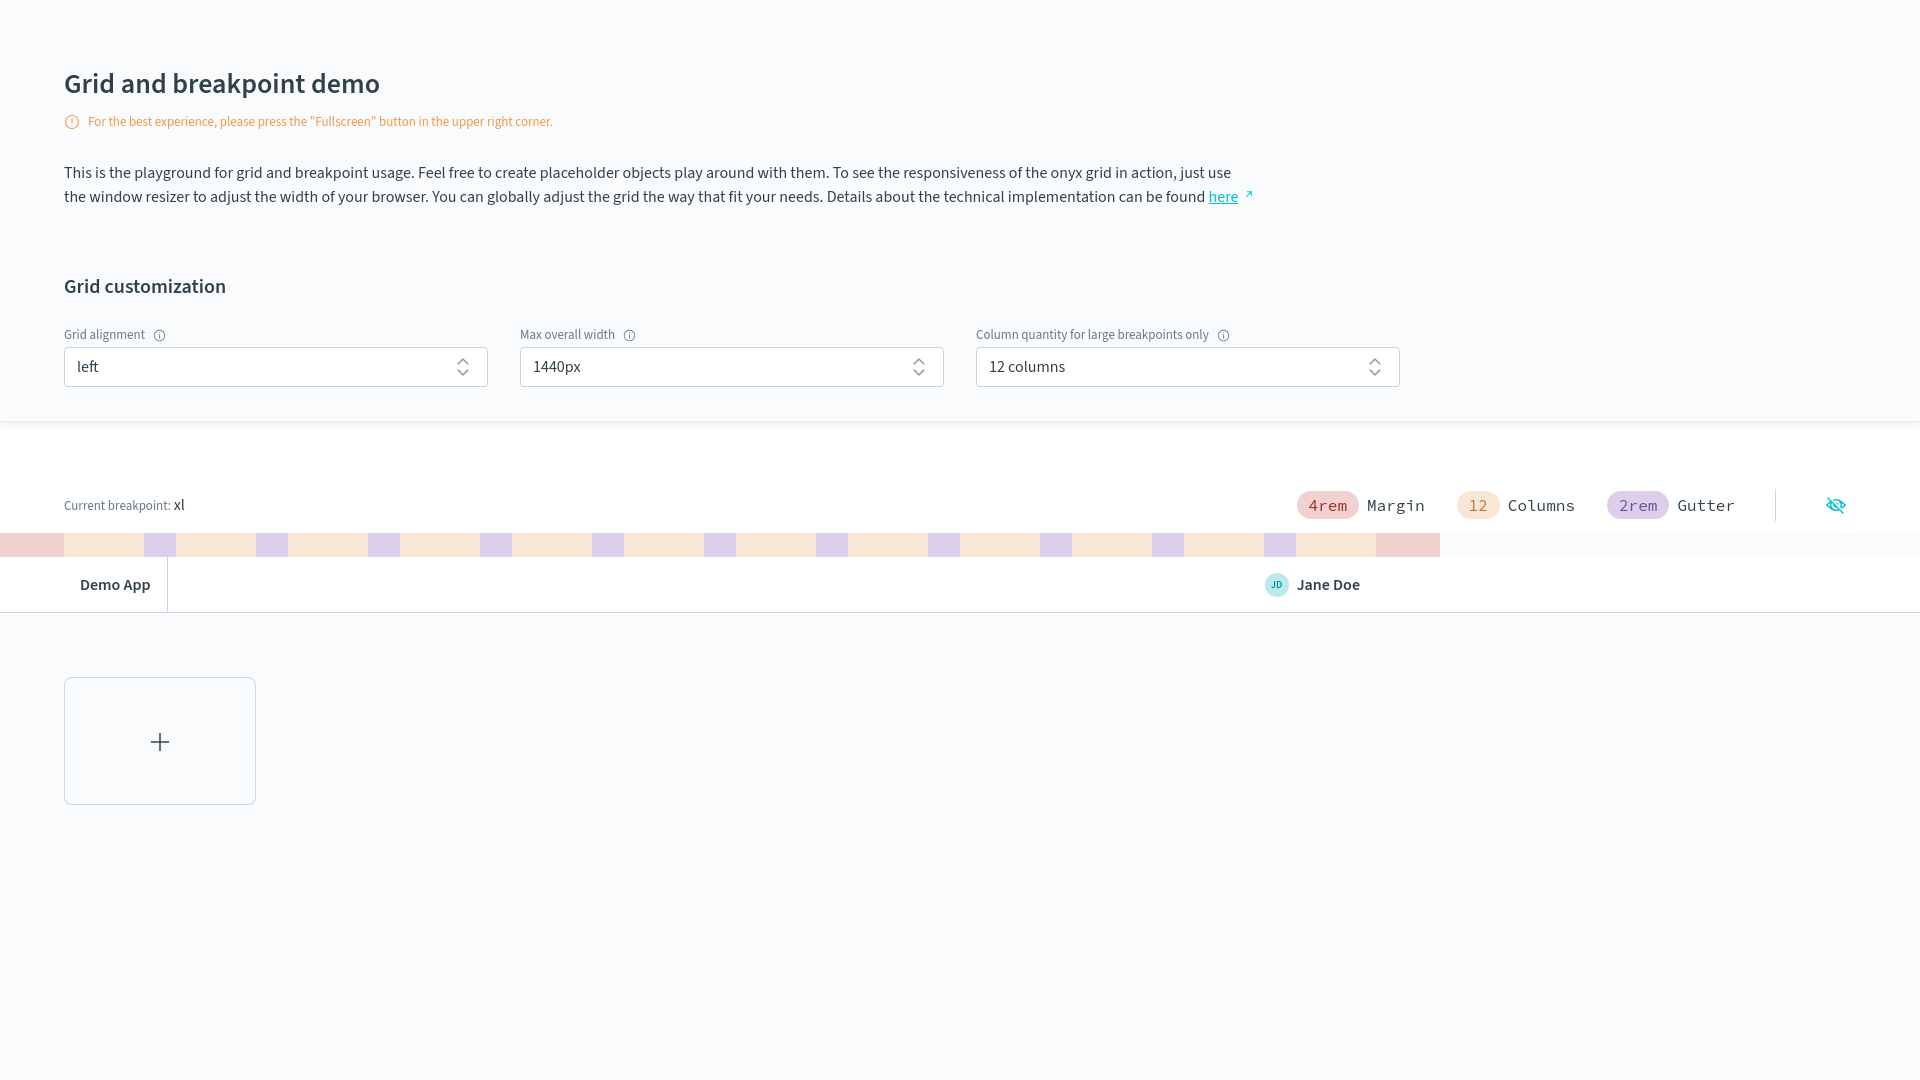 Grid and breakpoint demo
For the best experience, please press the "Fullscreen" button in the upper right corner.
This is the playground for grid and breakpoint usage. Feel free to create placeholder objects play around with them. To see the responsiveness of the onyx grid in action, just use
the window resizer to adjust the width of your browser. You can globally adjust the grid the way that fit your needs. Details about the technical implementation can be found here
Grid customization
Grid alignment
Max overall width
Column quantity for large breakpoints only
left
1440px
12 columns
Current breakpoint: xl
4rem Margin
12 Columns
2rem Gutter
Demo App
JD Jane Doe